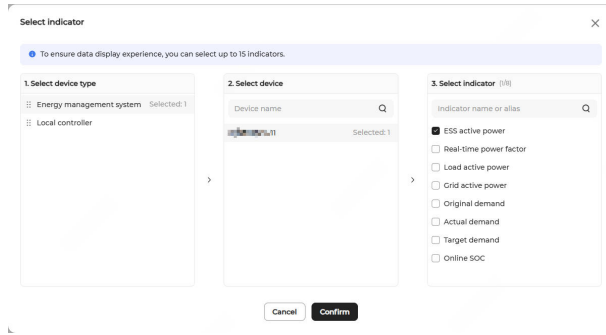 Select indicator
To ensure data display experience, you can select up to 15 indicators.
1. Select device type
Energy management system Selected: 1
Local controller
2. Select device
Device name
11 Selected: 1
3. Select indicator (1/8)
Indicator name or alias
ESS active power
Real-time power factor
Load active power
Grid active power
Original demand
Actual demand
Target demand
Online SOC
Cancel Confirm